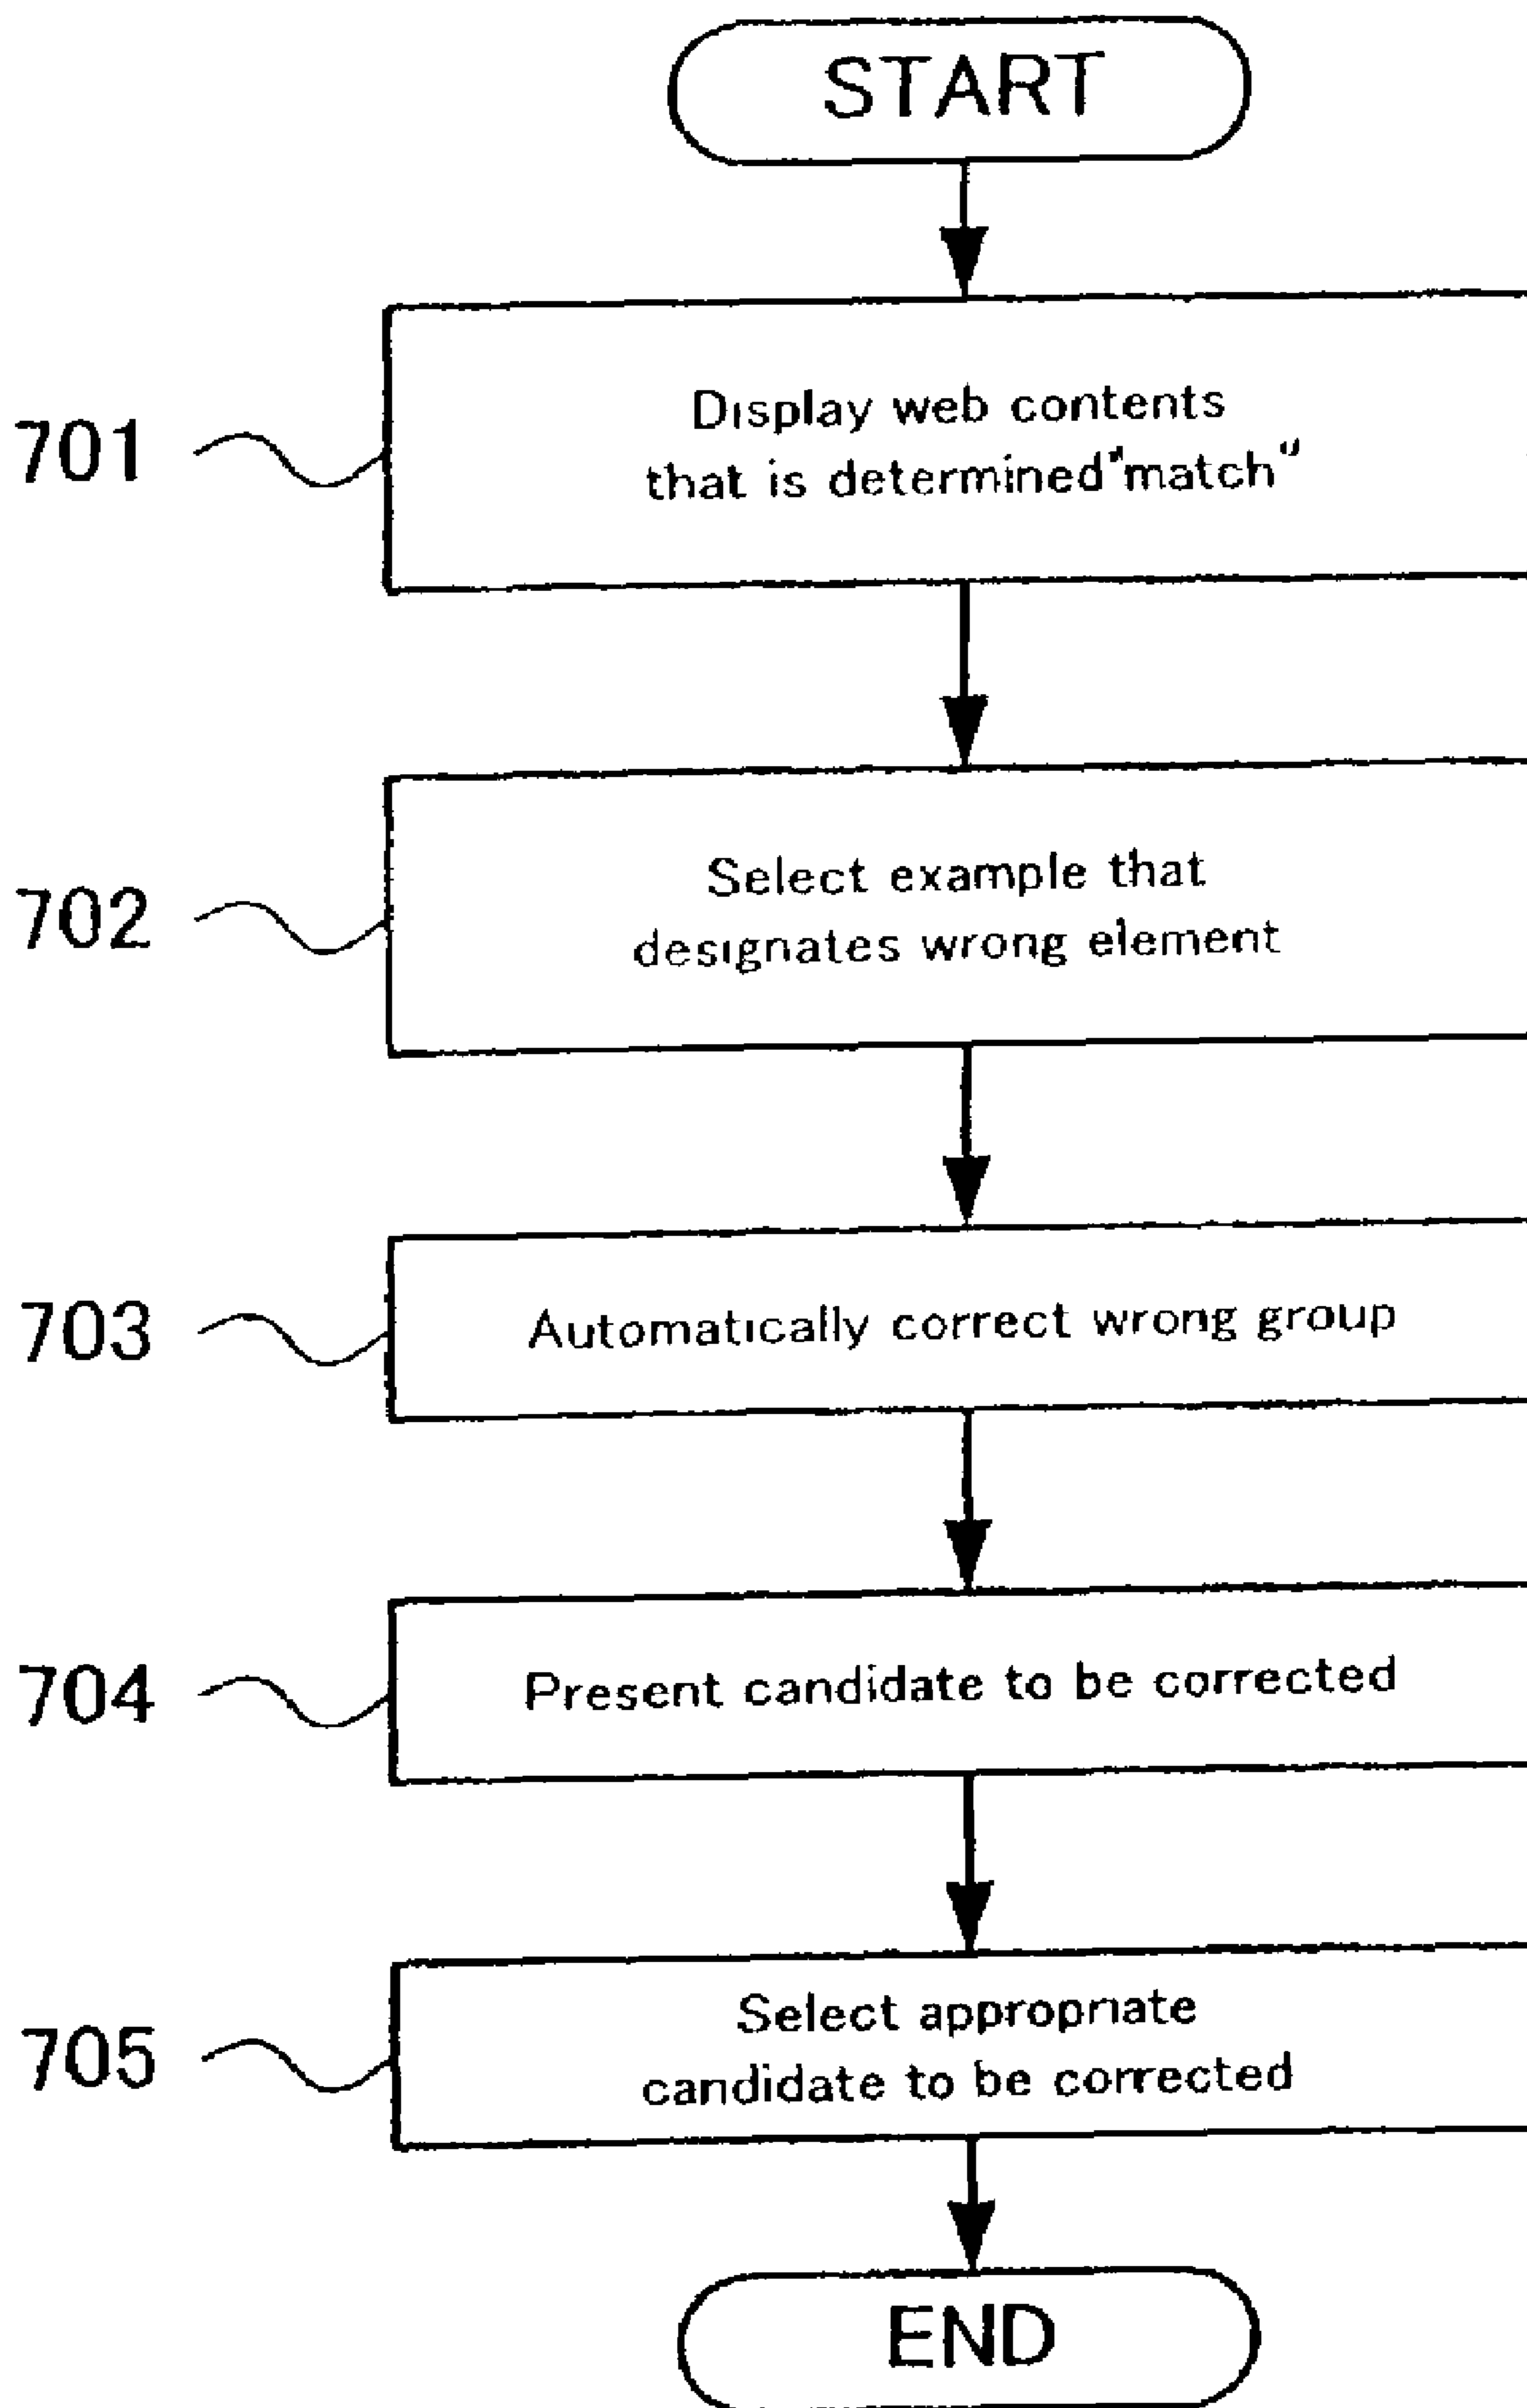 START
701
Display web contents
that is determined "match"
702
Select example that
designates wrong element
703
Automatically correct wrong group
704
Present candidate to be corrected
705
Select appropriate
candidate to be corrected
END